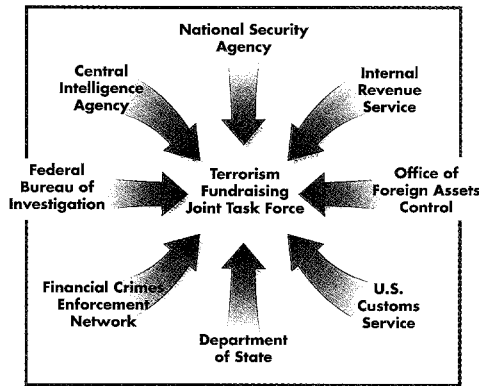 National Security
Agency
Central
Intelligence
Agency
Internal
Revenue
Service
Federal
Bureau of
Investigation
Terrorism
Fundraising
Joint Task Force
Office of
Foreign Assets
Control
Financial Crimes
Enforcement
Network
Department
of State
U.S.
Customs
Service